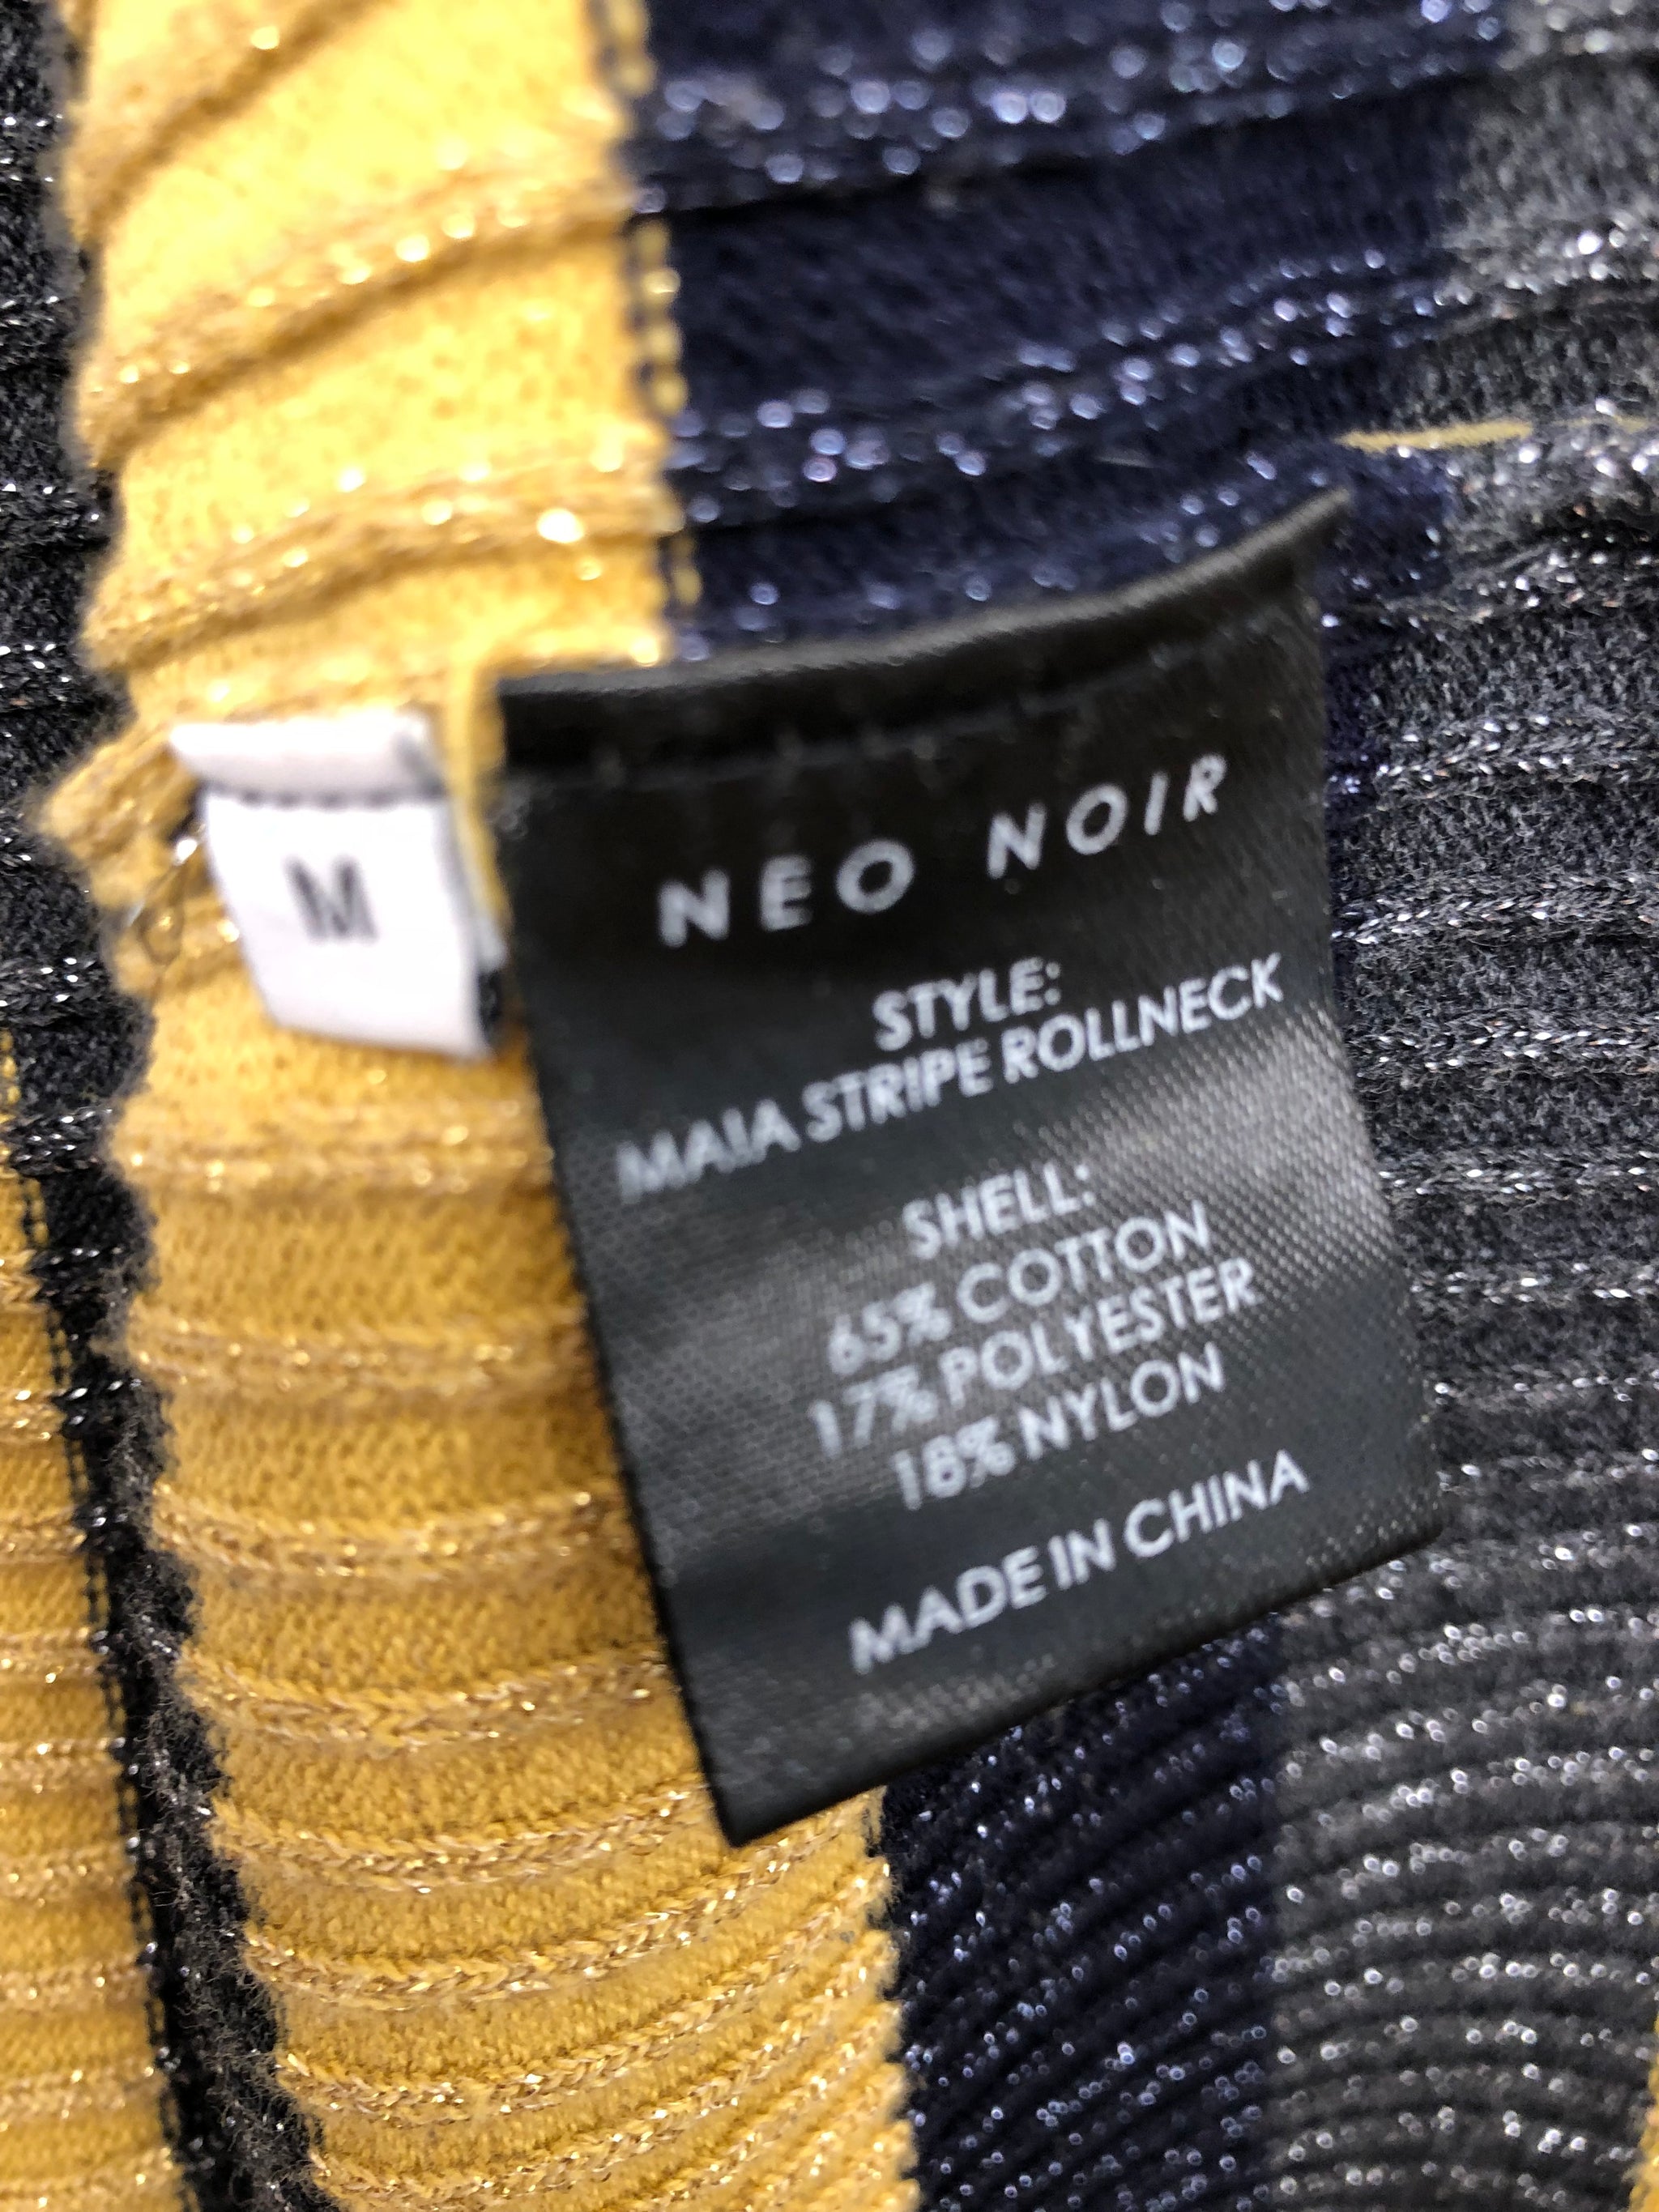 M
NEO NOIR
STYLE:
MAIA STRIPE ROLLNECK
SHELL:
65% COTTON
17% POLYESTER
18% NYLON
MADE IN CHINA